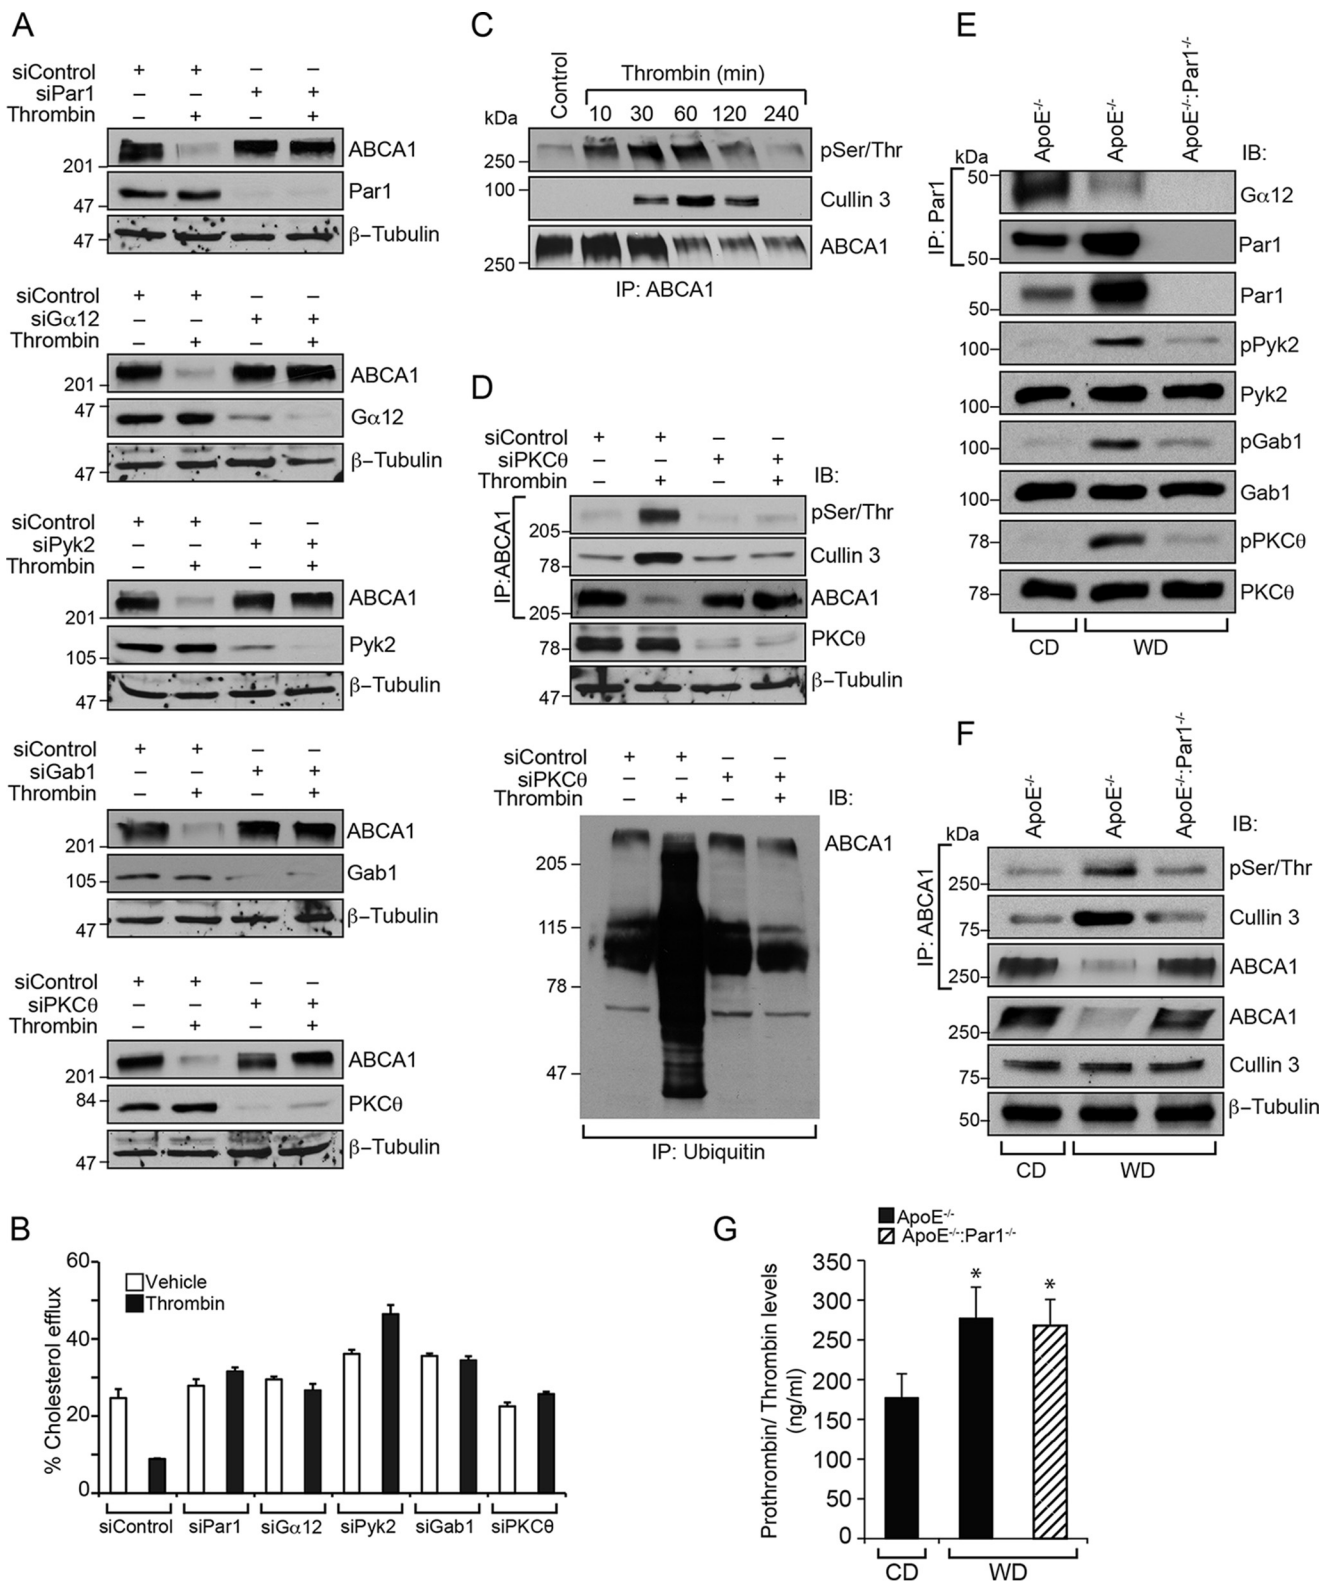 A
siControl + + – –
siPar1 – – + +
Thrombin – + – +
ABCA1
201
Par1
47
β–Tubulin
47
siControl + + – –
siGα12 – – + +
Thrombin – + – +
ABCA1
201
47
Gα12
β–Tubulin
47
siControl + + – –
siPyk2 – – + +
Thrombin – + – +
ABCA1
201
Pyk2
105
β–Tubulin
47
siControl + + – –
siGab1 – – + +
Thrombin – + – +
ABCA1
201
Gab1
105
β–Tubulin
47
siControl + + – –
siPKCθ – – + +
Thrombin – + – +
ABCA1
201
84
PKCθ
β–Tubulin
47
B
% Cholesterol efflux
60
40
20
0
Vehicle
Thrombin
siControl siPar1 siGα12 siPyk2 siGab1 siPKCθ
C
Control
Thrombin (min)
kDa
10 30 60 120 240
pSer/Thr
250
100
Cullin 3
ABCA1
250
IP: ABCA1
D
siControl + + – –
siPKCθ – – + +
Thrombin – + – +
IB:
IP:ABCA1
pSer/Thr
205
Cullin 3
78
ABCA1
205
PKCθ
78
β–Tubulin
47
siControl + + – –
siPKCθ – – + +
Thrombin – + – +
IB:
ABCA1
205
115
78
47
IP: Ubiquitin
E
ApoE-/-
ApoE-/-
ApoE-/-:Par1-/-
kDa
IB:
IP: Par1
50
Gα12
Par1
50
Par1
50
pPyk2
100
Pyk2
100
pGab1
100
Gab1
100
pPKCθ
78
PKCθ
78
CD WD
F
ApoE-/-
ApoE-/-
ApoE-/-:Par1-/-
kDa
IB:
IP: ABCA1
pSer/Thr
250
Cullin 3
75
ABCA1
250
ABCA1
250
Cullin 3
75
β–Tubulin
50
CD WD
G
ApoE-/-
ApoE-/-:Par1-/-
Prothrombin/ Thrombin levels
(ng/ml)
350
300
250
200
150
100
50
0
* *
CD WD